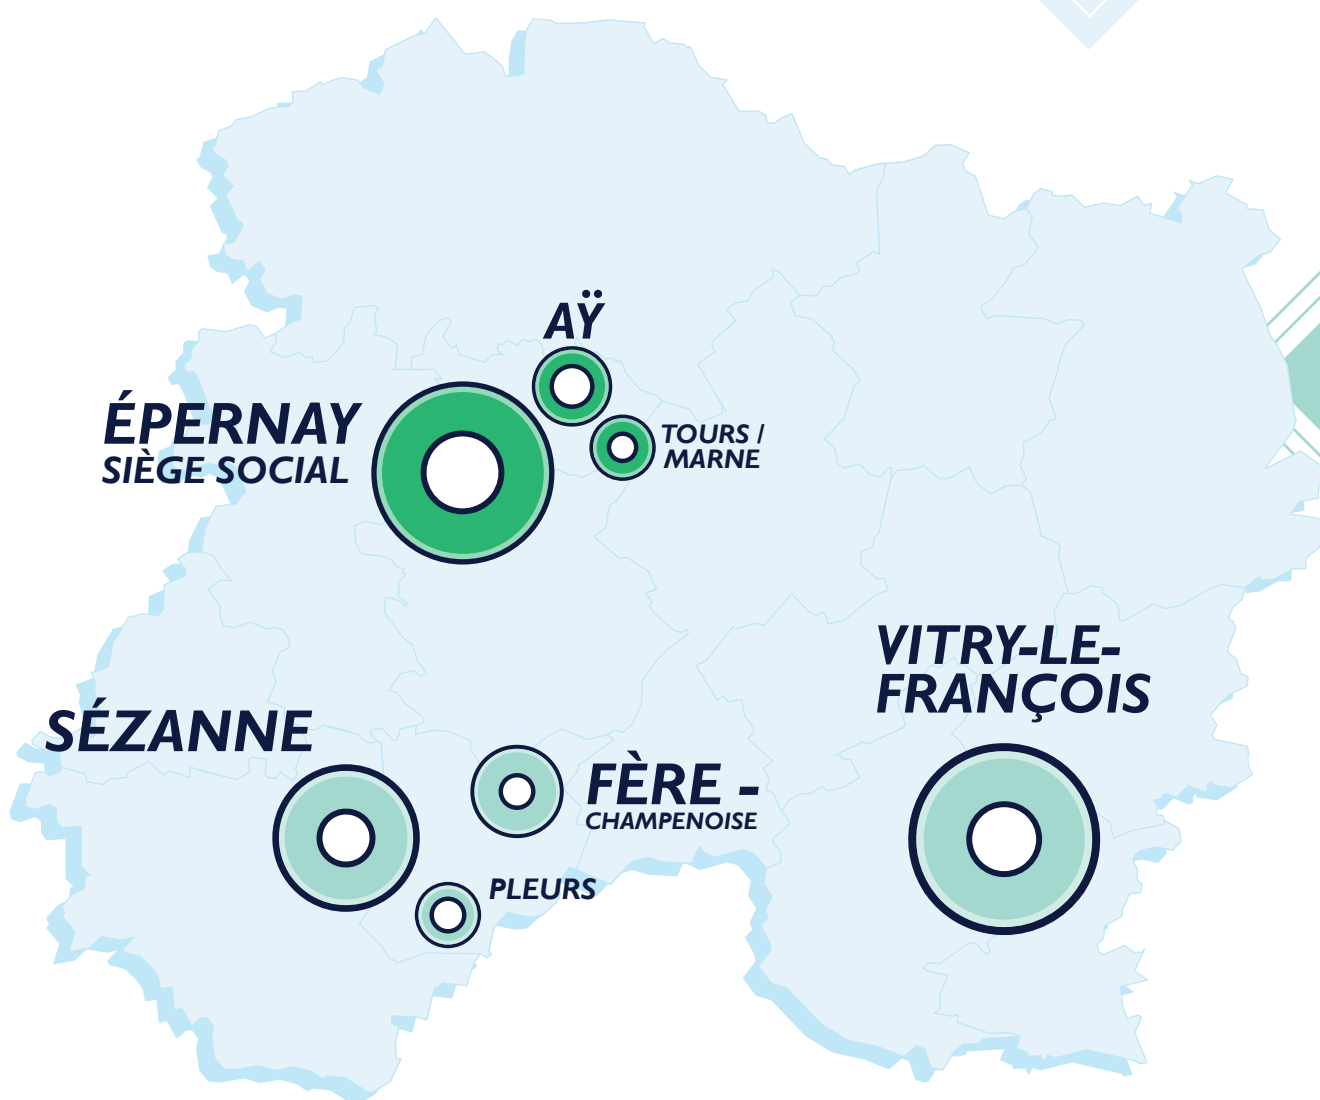 AŸ
ÉPERNAY
SIÈGE SOCIAL
TOURS /
MARNE
VITRY-LE-
FRANÇOIS
SÉZANNE
FÈRE -
CHAMPENOISE
PLEURS